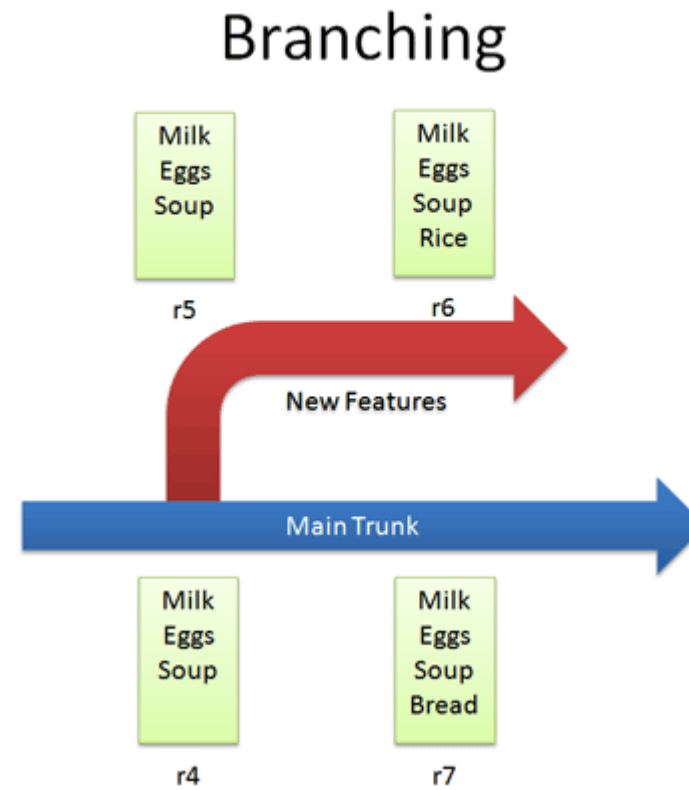 Branching
Milk
Eggs
Soup
r5
Milk
Eggs
Soup
Rice
r6
New Features
Main Trunk
Milk
Eggs
Soup
r4
Milk
Eggs
Soup
Bread
r7